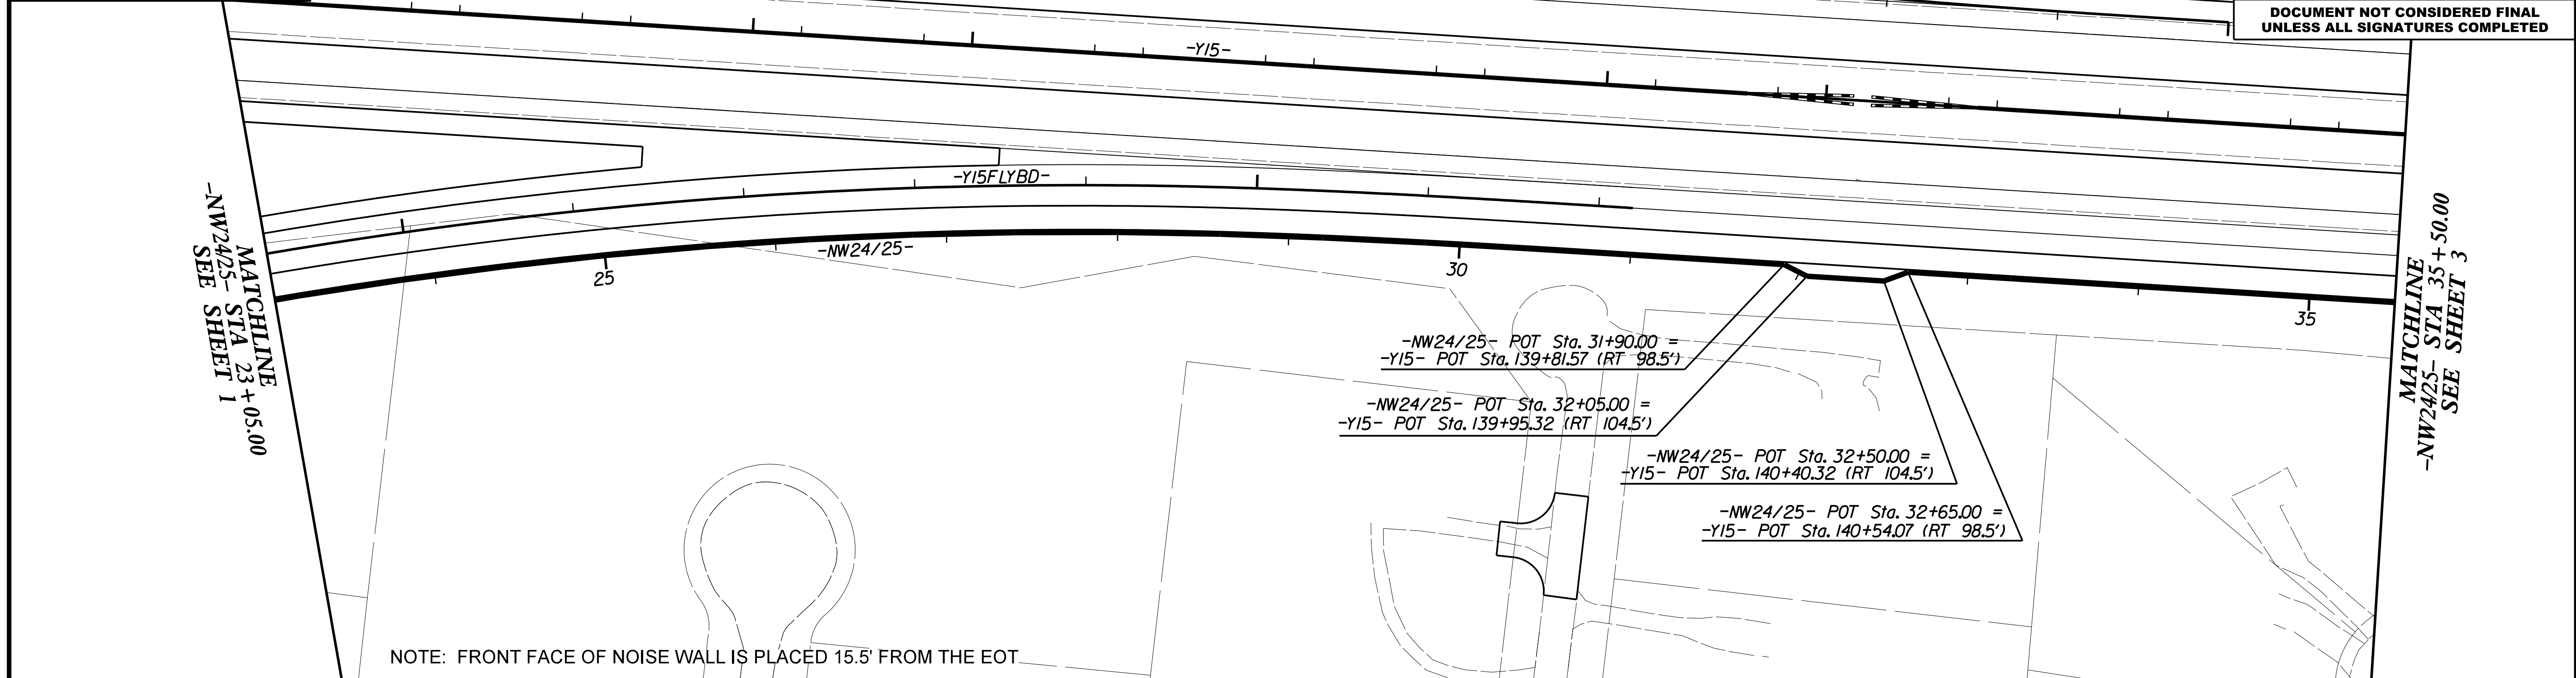 DOCUMENT NOT CONSIDERED FINAL
UNLESS ALL SIGNATURES COMPLETED
-Y15-
-Y15FLYBD-
-NW24/25-
25
30
35
MATCHLINE
-NW24/25- STA 23+05.00
SEE SHEET 1
MATCHLINE
-NW24/25- STA 35+50.00
SEE SHEET 3
-NW24/25- POT Sta. 31+90.00 =
-Y15- POT Sta. 139+81.57 (RT 98.5')
-NW24/25- POT Sta. 32+05.00 =
-Y15- POT Sta. 139+95.32 (RT 104.5')
-NW24/25- POT Sta. 32+50.00 =
-Y15- POT Sta. 140+40.32 (RT 104.5')
-NW24/25- POT Sta. 32+65.00 =
-Y15- POT Sta. 140+54.07 (RT 98.5')
NOTE: FRONT FACE OF NOISE WALL IS PLACED 15.5' FROM THE EOT